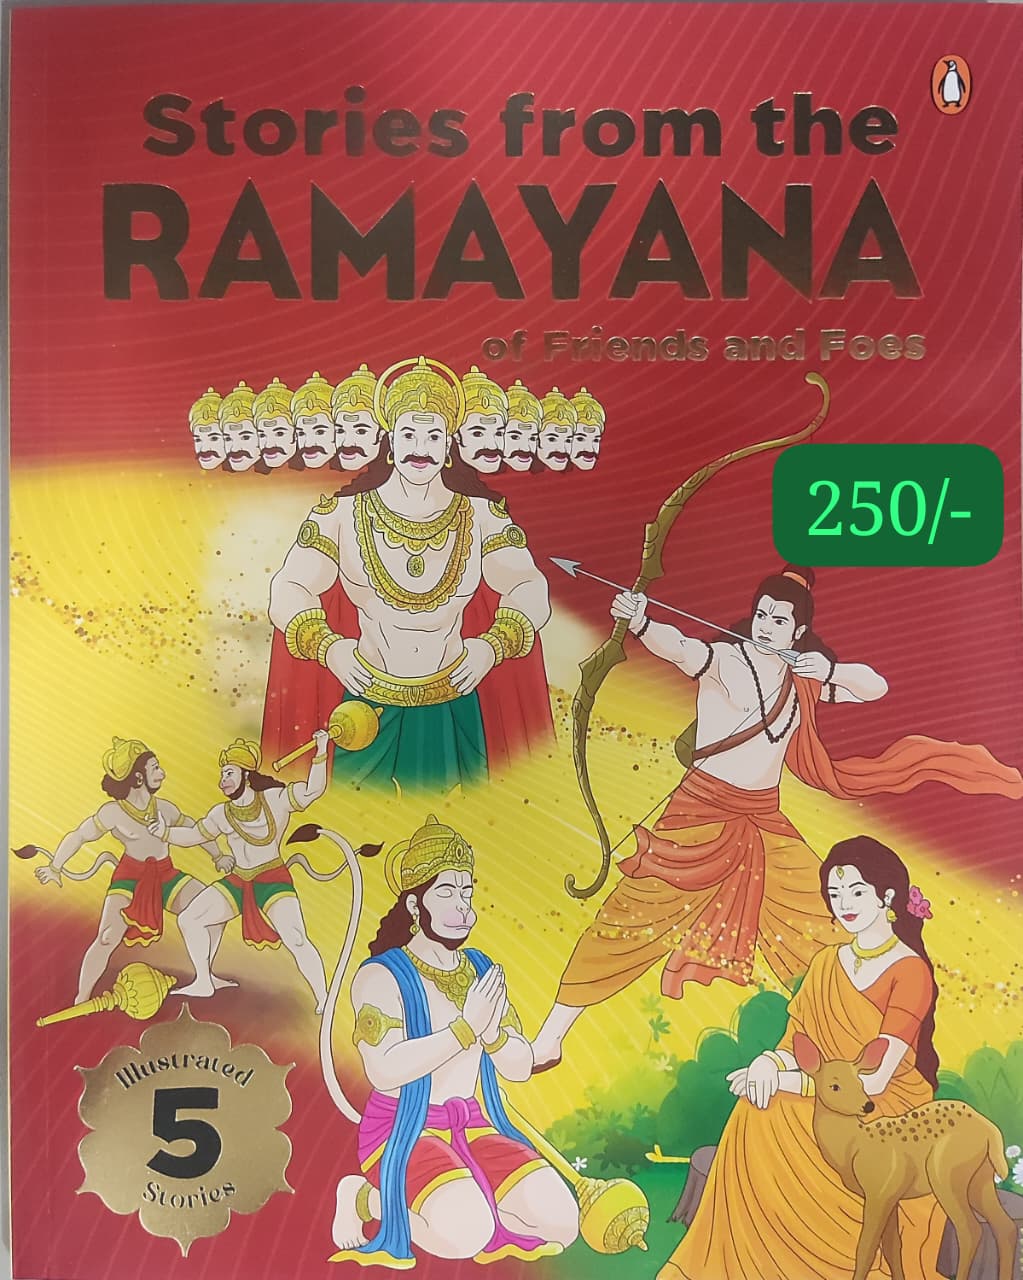 Stories from the
RAMAYANA
of Friends and Foes
250/-
Illustrated
5
Stories